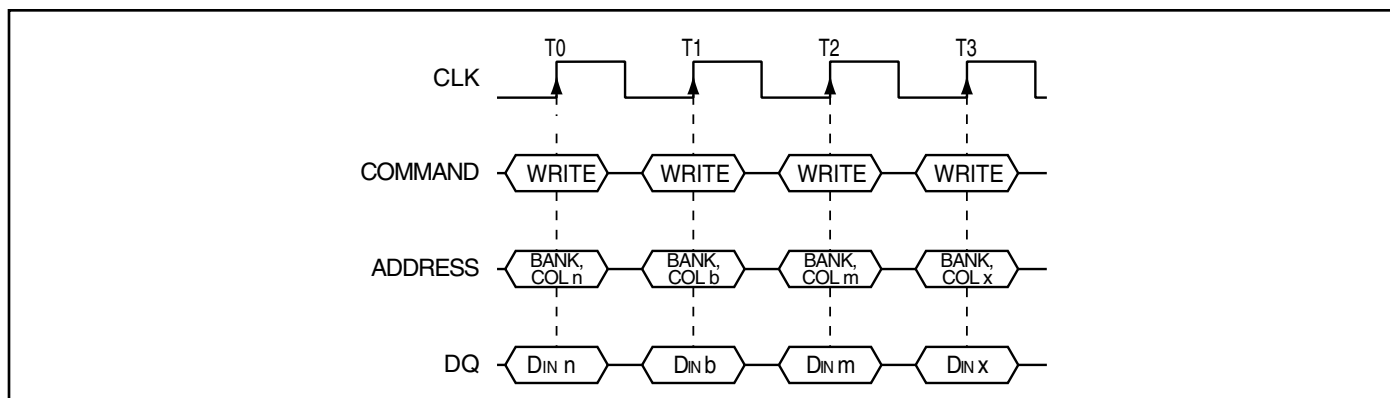 T0 T1 T2 T3
CLK
COMMAND WRITE WRITE WRITE WRITE
ADDRESS BANK, COL n BANK, COL b BANK, COL m BANK, COL x
DQ DIN n DIN b DIN m DIN x